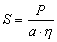 S = P / (a · η)